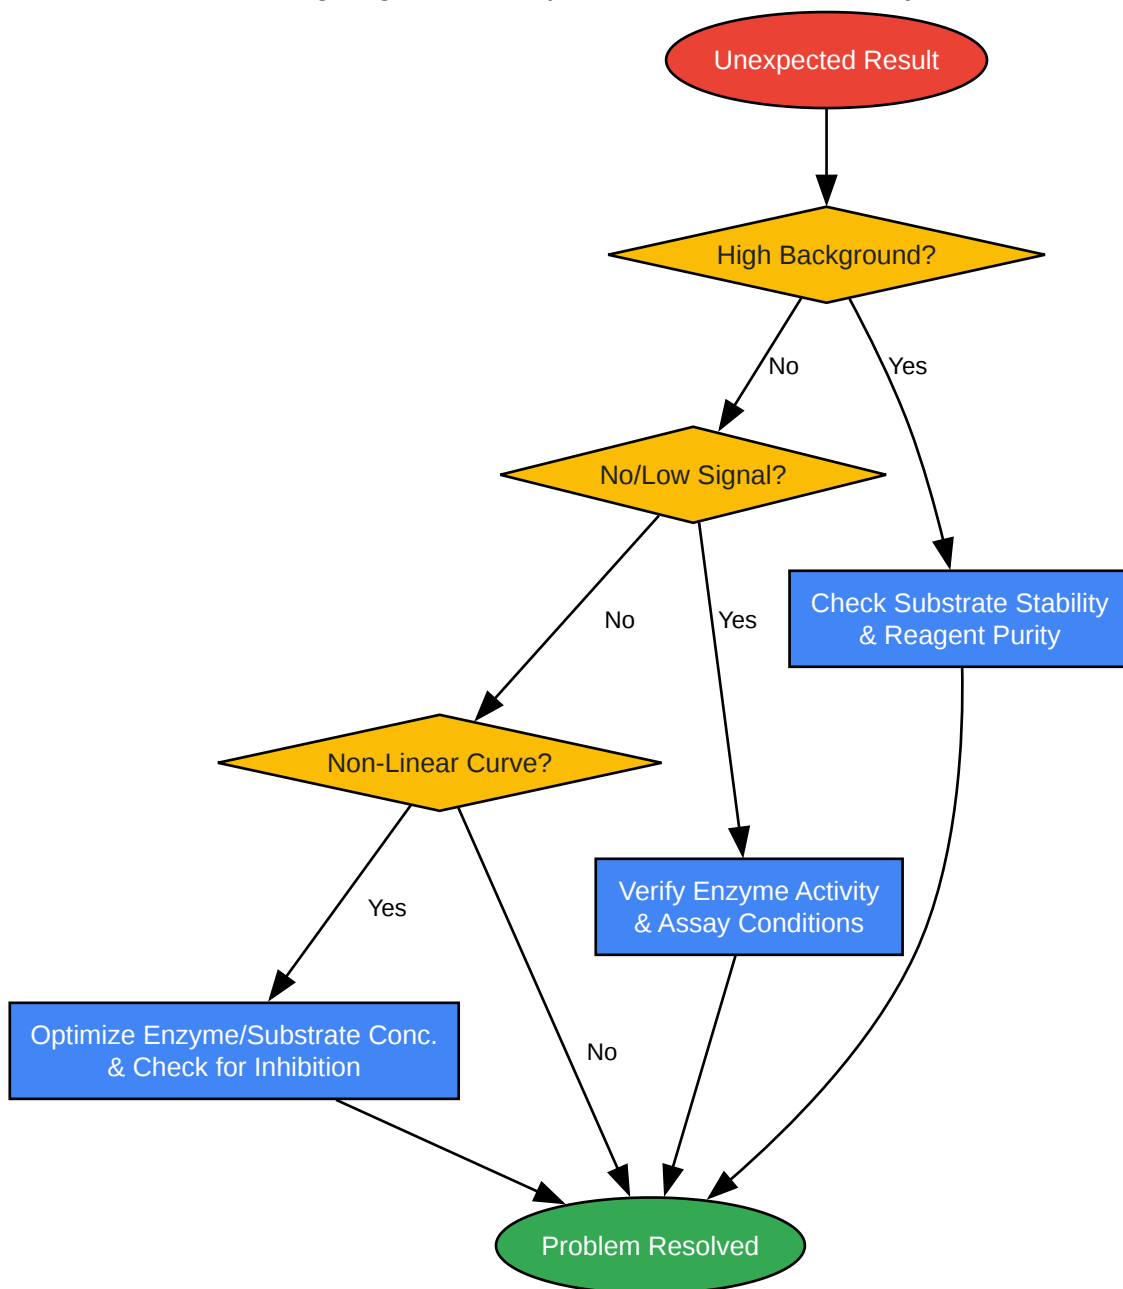 Unexpected Result
High Background?
No
Yes
No/Low Signal?
Check Substrate Stability
& Reagent Purity
No
Yes
Non-Linear Curve?
Verify Enzyme Activity
& Assay Conditions
Yes
Optimize Enzyme/Substrate Conc.
& Check for Inhibition
No
Problem Resolved